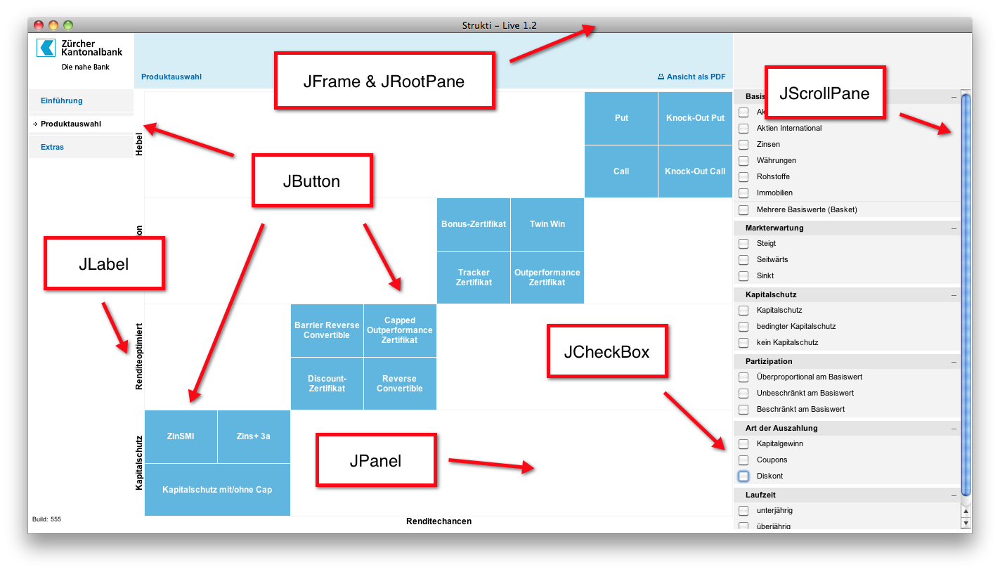 Strukti – Live 1.2
Zürcher
Kantonalbank
Die nahe Bank
Produktauswahl
Ansicht als PDF
JFrame & JRootPane
JScrollPane
Einführung
→ Produktauswahl
Extras
Hebel
JButton
JLabel
Renditeoptimiert
Kapitalschutz
Put
Knock-Out Put
Call
Knock-Out Call
Bonus-Zertifikat
Twin Win
Tracker
Zertifikat
Outperformance
Zertifikat
Barrier Reverse
Convertible
Capped
Outperformance
Zertifikat
Discount-
Zertifikat
Reverse
Convertible
JCheckBox
ZinSMI
Zins+ 3a
Kapitalschutz mit/ohne Cap
JPanel
Renditechancen
Build: 555
Basis
Ak
Aktien International
Zinsen
Währungen
Rohstoffe
Immobilien
Mehrere Basiswerte (Basket)
Markterwartung
Steigt
Seitwärts
Sinkt
Kapitalschutz
Kapitalschutz
bedingter Kapitalschutz
kein Kapitalschutz
Partizipation
Überproportional am Basiswert
Unbeschränkt am Basiswert
Beschränkt am Basiswert
Art der Auszahlung
Kapitalgewinn
Coupons
Diskont
Laufzeit
unterjährig
überjährig